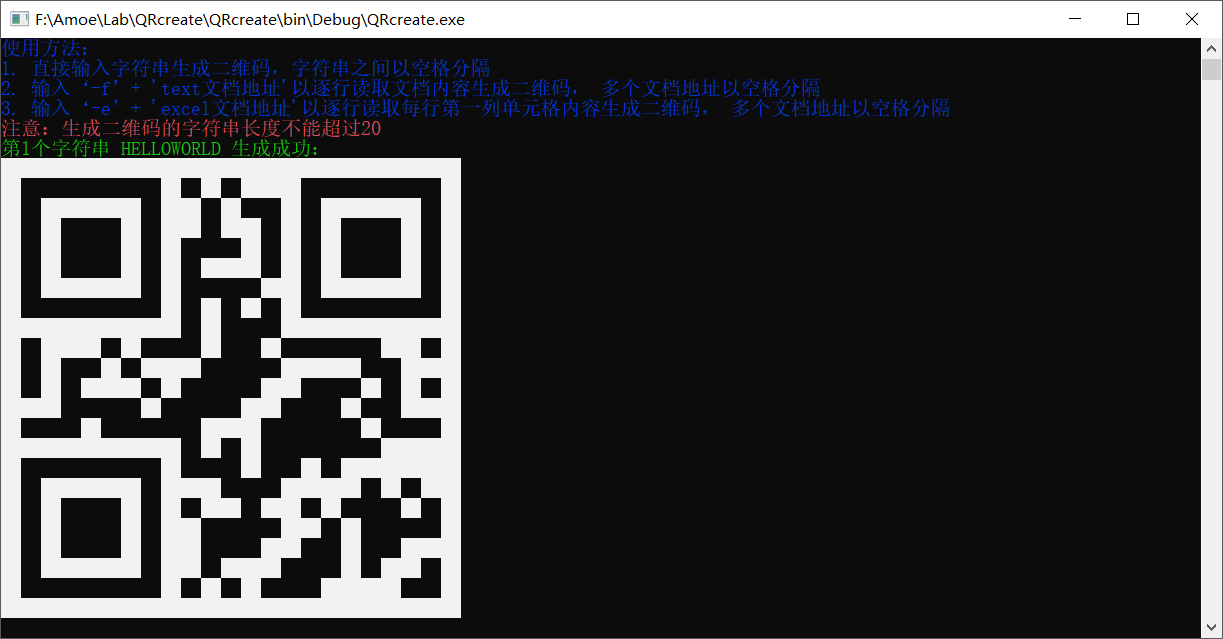 F:\Amoe\Lab\QRcreate\QRcreate\bin\Debug\QRcreate.exe
使用方法:
1. 直接输入字符串生成二维码，字符串之间以空格分隔
2. 输入 ‘-f’ + 'text文档地址'以逐行读取文档内容生成二维码， 多个文档地址以空格分隔
3. 输入 ‘-e’ + 'excel文档地址'以逐行读取每行第一列单元格内容生成二维码， 多个文档地址以空格分隔
注意: 生成二维码的字符串长度不能超过20
第1个字符串 HELLOWORLD 生成成功: